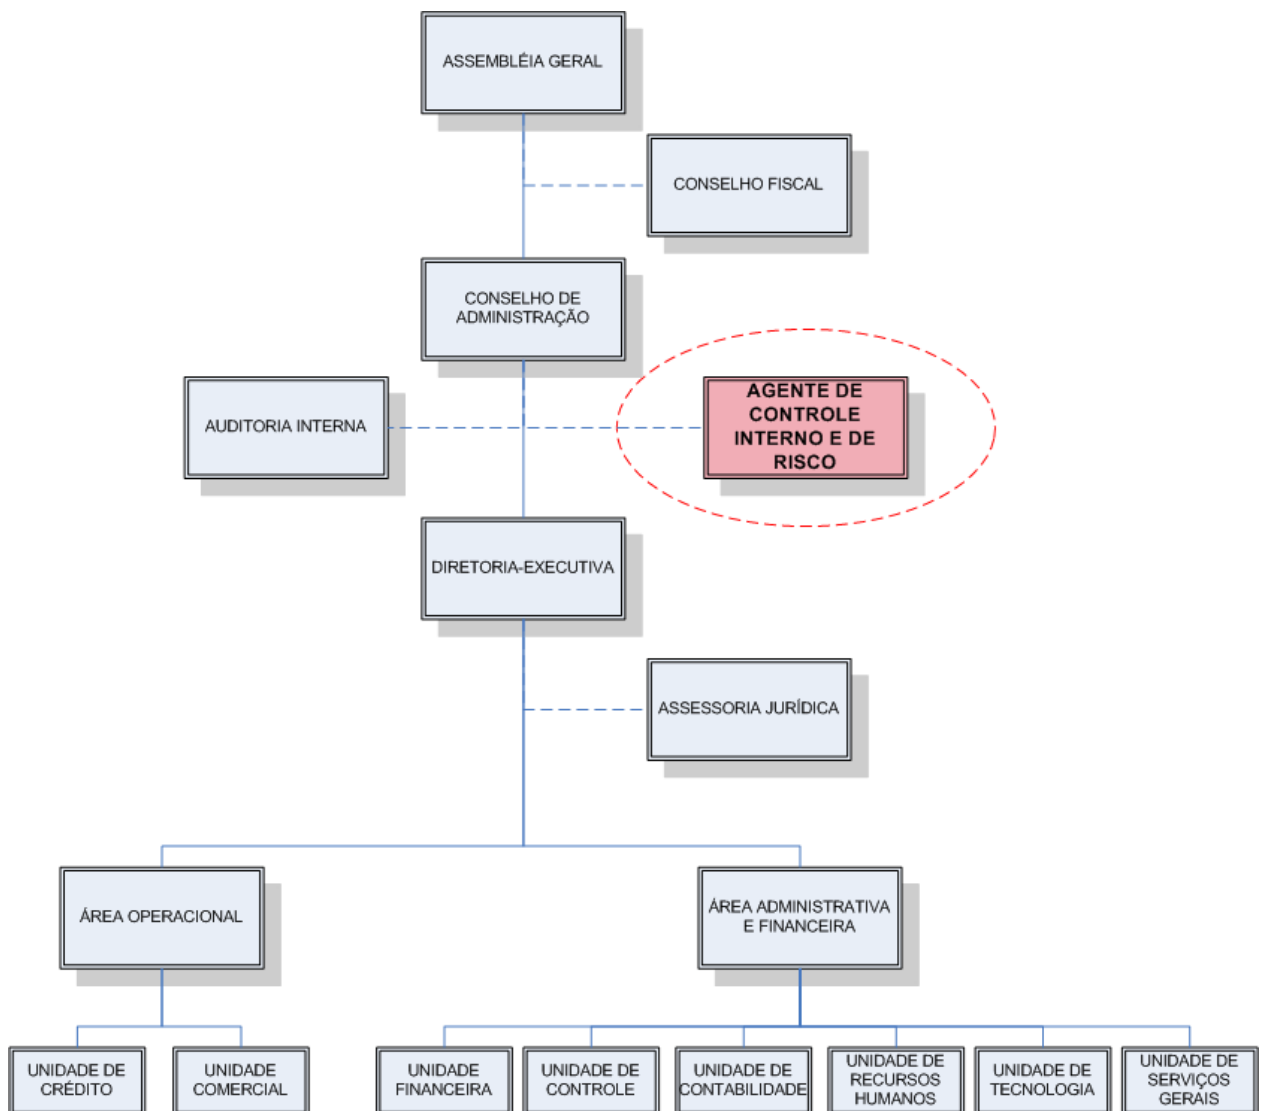 ASSEMBLÉIA GERAL
CONSELHO FISCAL
CONSELHO DE
ADMINISTRAÇÃO
AUDITORIA INTERNA
AGENTE DE
CONTROLE
INTERNO E DE
RISCO
DIRETORIA-EXECUTIVA
ASSESSORIA JURÍDICA
ÁREA OPERACIONAL
ÁREA ADMINISTRATIVA
E FINANCEIRA
UNIDADE DE
CRÉDITO
UNIDADE
COMERCIAL
UNIDADE
FINANCEIRA
UNIDADE DE
CONTROLE
UNIDADE DE
CONTABILIDADE
UNIDADE DE
RECURSOS
HUMANOS
UNIDADE DE
TECNOLOGIA
UNIDADE DE
SERVIÇOS
GERAIS